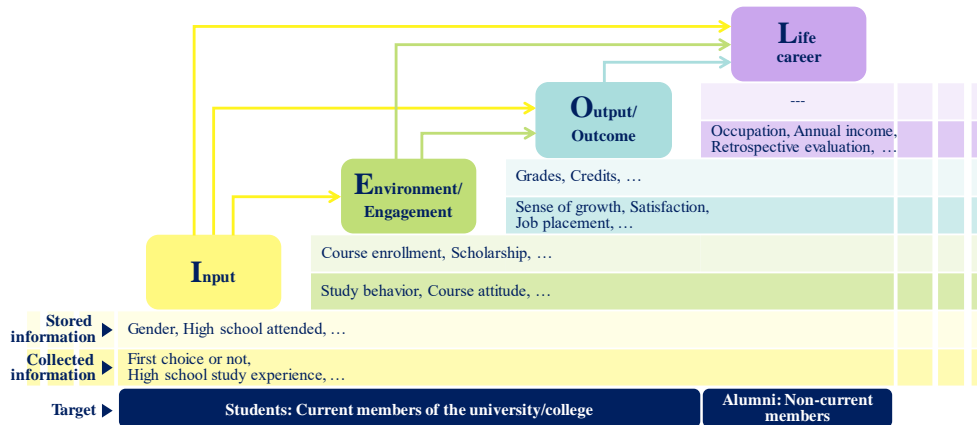 Life
career
Output/
Outcome
---
Occupation, Annual income,
Retrospective evaluation, …
Environment/
Engagement
Grades, Credits, …
Sense of growth, Satisfaction,
Job placement, …
Input
Course enrollment, Scholarship, …
Study behavior, Course attitude, …
Stored
information
Gender, High school attended, …
Collected
information
First choice or not,
High school study experience, …
Target
Students: Current members of the university/college
Alumni: Non-current
members